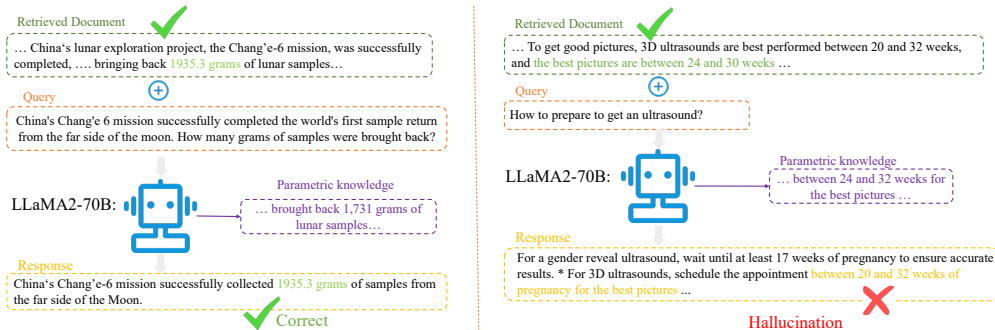 Retrieved Document
… China‘s lunar exploration project, the Chang’e-6 mission, was successfully
completed, …. bringing back 1935.3 grams of lunar samples…
Query
China's Chang'e 6 mission successfully completed the world's first sample return
from the far side of the moon. How many grams of samples were brought back?
LLaMA2-70B:
Parametric knowledge
… brought back 1,731 grams of
lunar samples…
Response
China‘s Chang’e-6 mission successfully collected 1935.3 grams of samples from
the far side of the Moon.
Correct
Retrieved Document
… To get good pictures, 3D ultrasounds are best performed between 20 and 32 weeks,
and the best pictures are between 24 and 30 weeks …
Query
How to prepare to get an ultrasound?
LLaMA2-70B:
Parametric knowledge
… between 24 and 32 weeks for
the best pictures …
Response
For a gender reveal ultrasound, wait until at least 17 weeks of pregnancy to ensure accurate
results. * For 3D ultrasounds, schedule the appointment between 20 and 32 weeks of
pregnancy for the best pictures ...
Hallucination